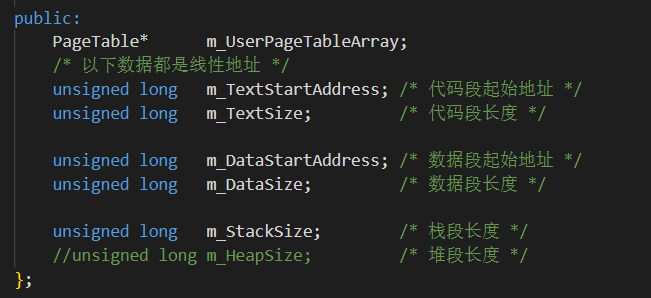 public:
PageTable* m_UserPageTableArray;
/* 以下数据都是线性地址 */
unsigned long m_TextStartAddress; /* 代码段起始地址 */
unsigned long m_TextSize; /* 代码段长度 */
unsigned long m_DataStartAddress; /* 数据段起始地址 */
unsigned long m_DataSize; /* 数据段长度 */
unsigned long m_StackSize; /* 栈段长度 */
//unsigned long m_HeapSize; /* 堆段长度 */
};